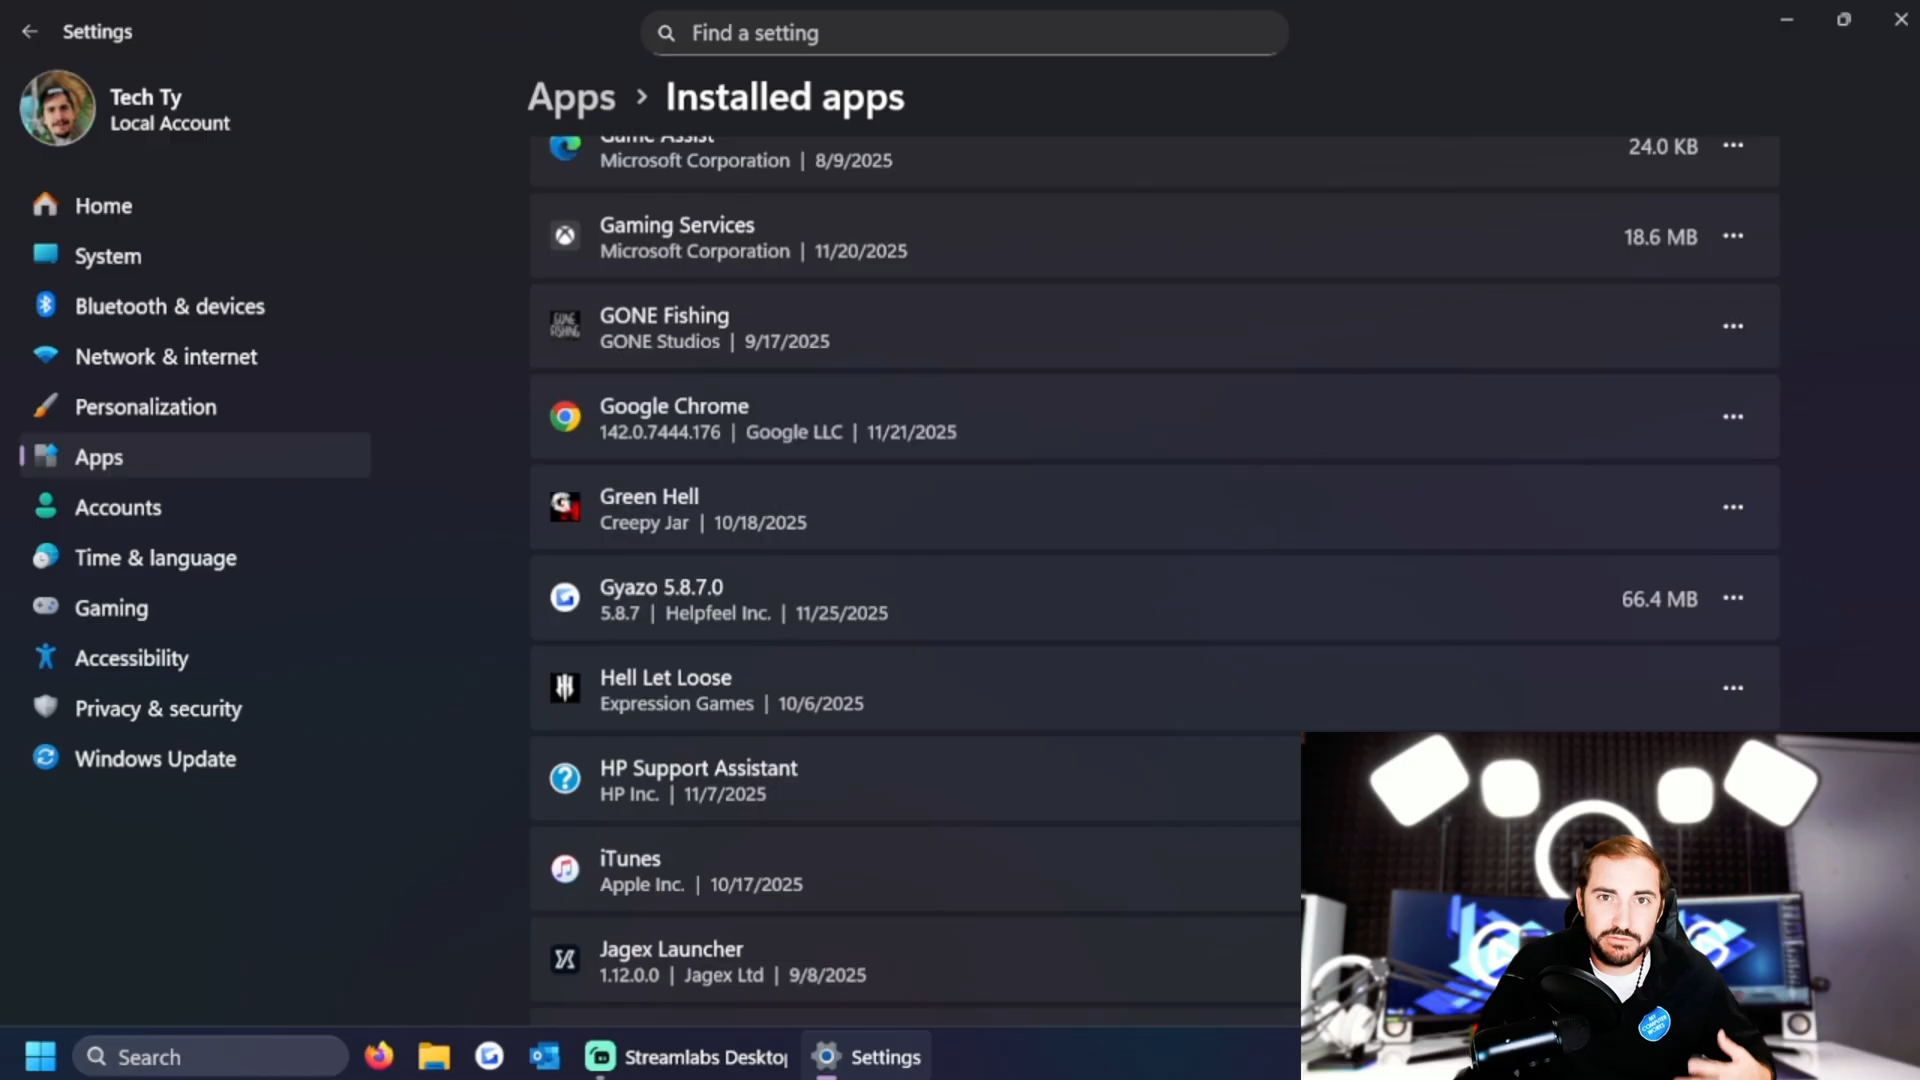 Settings
Find a setting
Tech Ty
Local Account
Home
System
Bluetooth & devices
Network & internet
Personalization
Apps
Accounts
Time & language
Gaming
Accessibility
Privacy & security
Windows Update
Apps > Installed apps
Game Assist
Microsoft Corporation | 8/9/2025
24.0 KB
Gaming Services
Microsoft Corporation | 11/20/2025
18.6 MB
GONE Fishing
GONE Studios | 9/17/2025
Google Chrome
142.0.7444.176 | Google LLC | 11/21/2025
Green Hell
Creepy Jar | 10/18/2025
Gyazo 5.8.7.0
5.8.7 | Helpfeel Inc. | 11/25/2025
66.4 MB
Hell Let Loose
Expression Games | 10/6/2025
HP Support Assistant
HP Inc. | 11/7/2025
iTunes
Apple Inc. | 10/17/2025
Jagex Launcher
1.12.0.0 | Jagex Ltd | 9/8/2025
MY
COMPUTER
WORKS
Search
Streamlabs Deskto
Settings